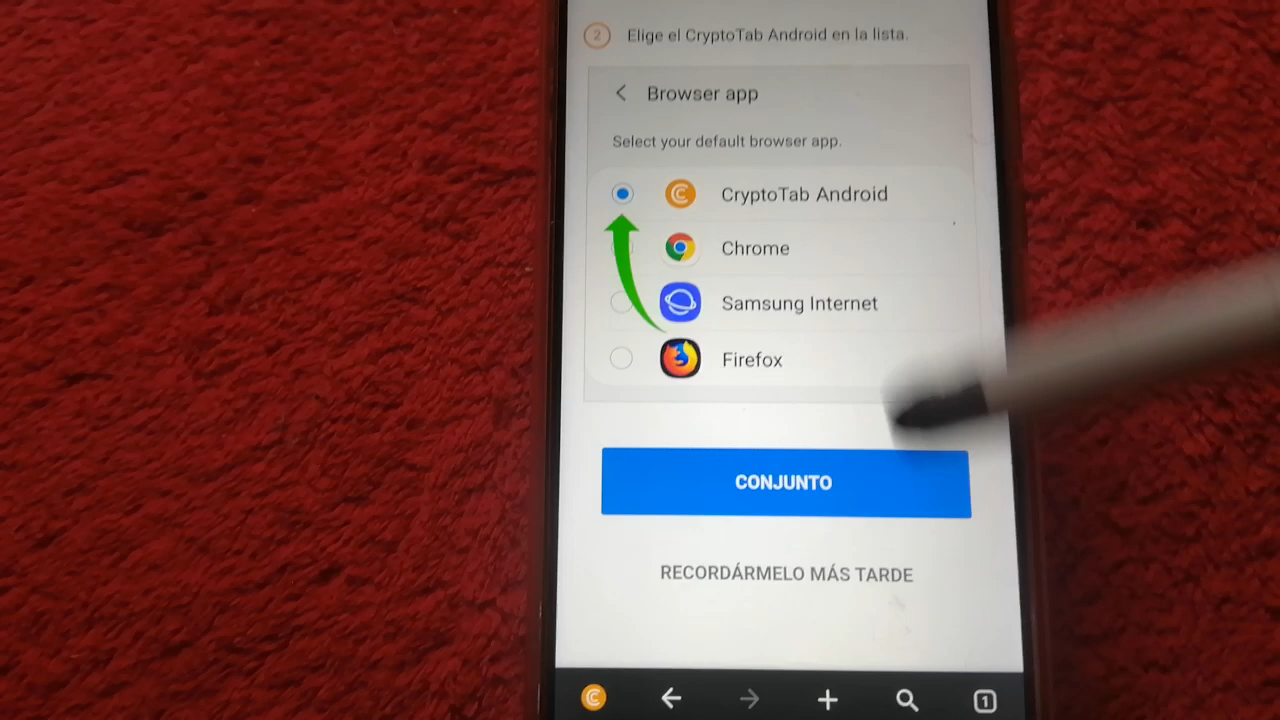 2 Elige el CryptoTab Android en la lista.
Browser app
Select your default browser app.
CryptoTab Android
Chrome
Samsung Internet
Firefox
CONJUNTO
RECORDÁRMELO MÁS TARDE
1